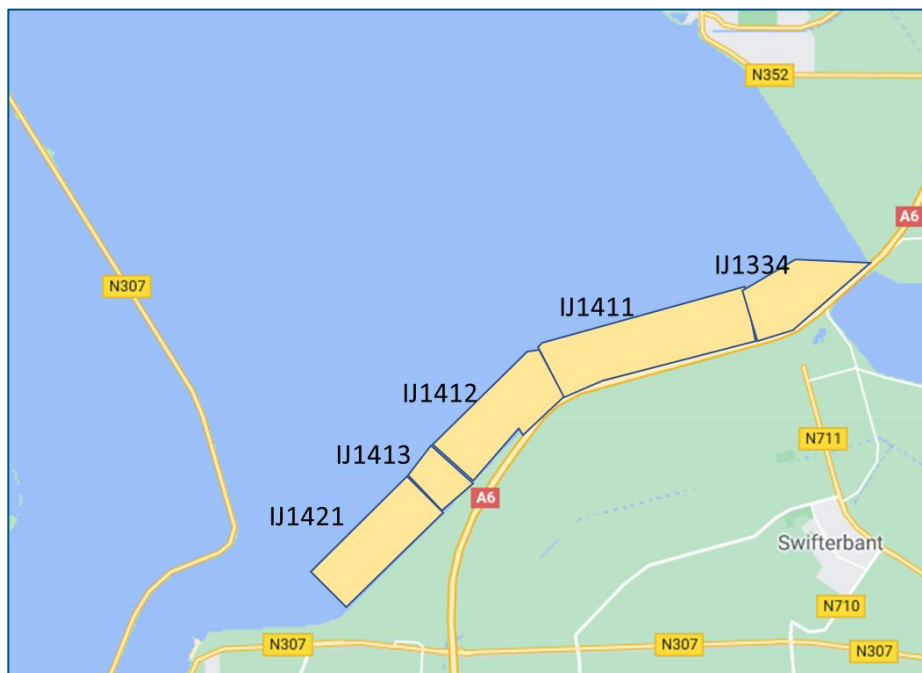 N352
A6
IJ1334
N307
IJ1411
IJ1412
N711
IJ1413
A6
IJ1421
Swifterbant
N710
N307
N307
N307